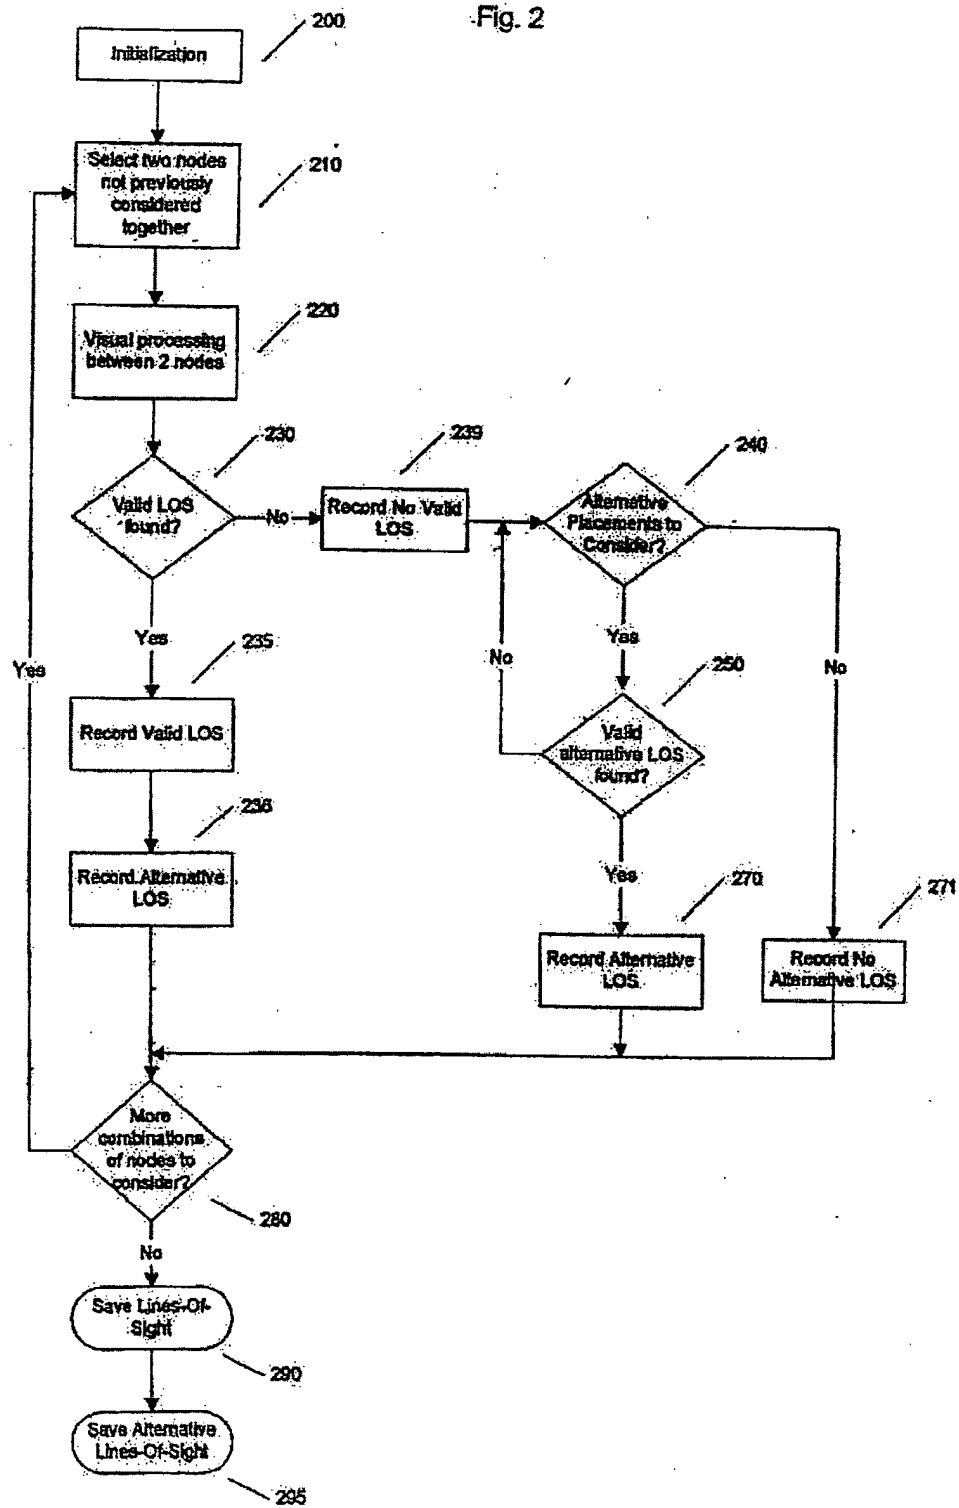 Fig. 2
200
Initialization
210
Select two nodes
not previously
considered
together
220
Visual processing
between 2 nodes
230
Valid LOS
found?
No
239
Record No Valid
LOS
240
Alternative
Placements to
Consider?
Yes
Yes
No
No
Yes
235
Record Valid LOS
250
Valid
alternative LOS
found?
236
Record Alternative
LOS
Yes
270
Record Alternative
LOS
271
Record No
Alternative LOS
More
combinations
of nodes to
consider?
280
No
Save Lines-Of-
Sight
290
Save Alternative
Lines-Of-Sight
295